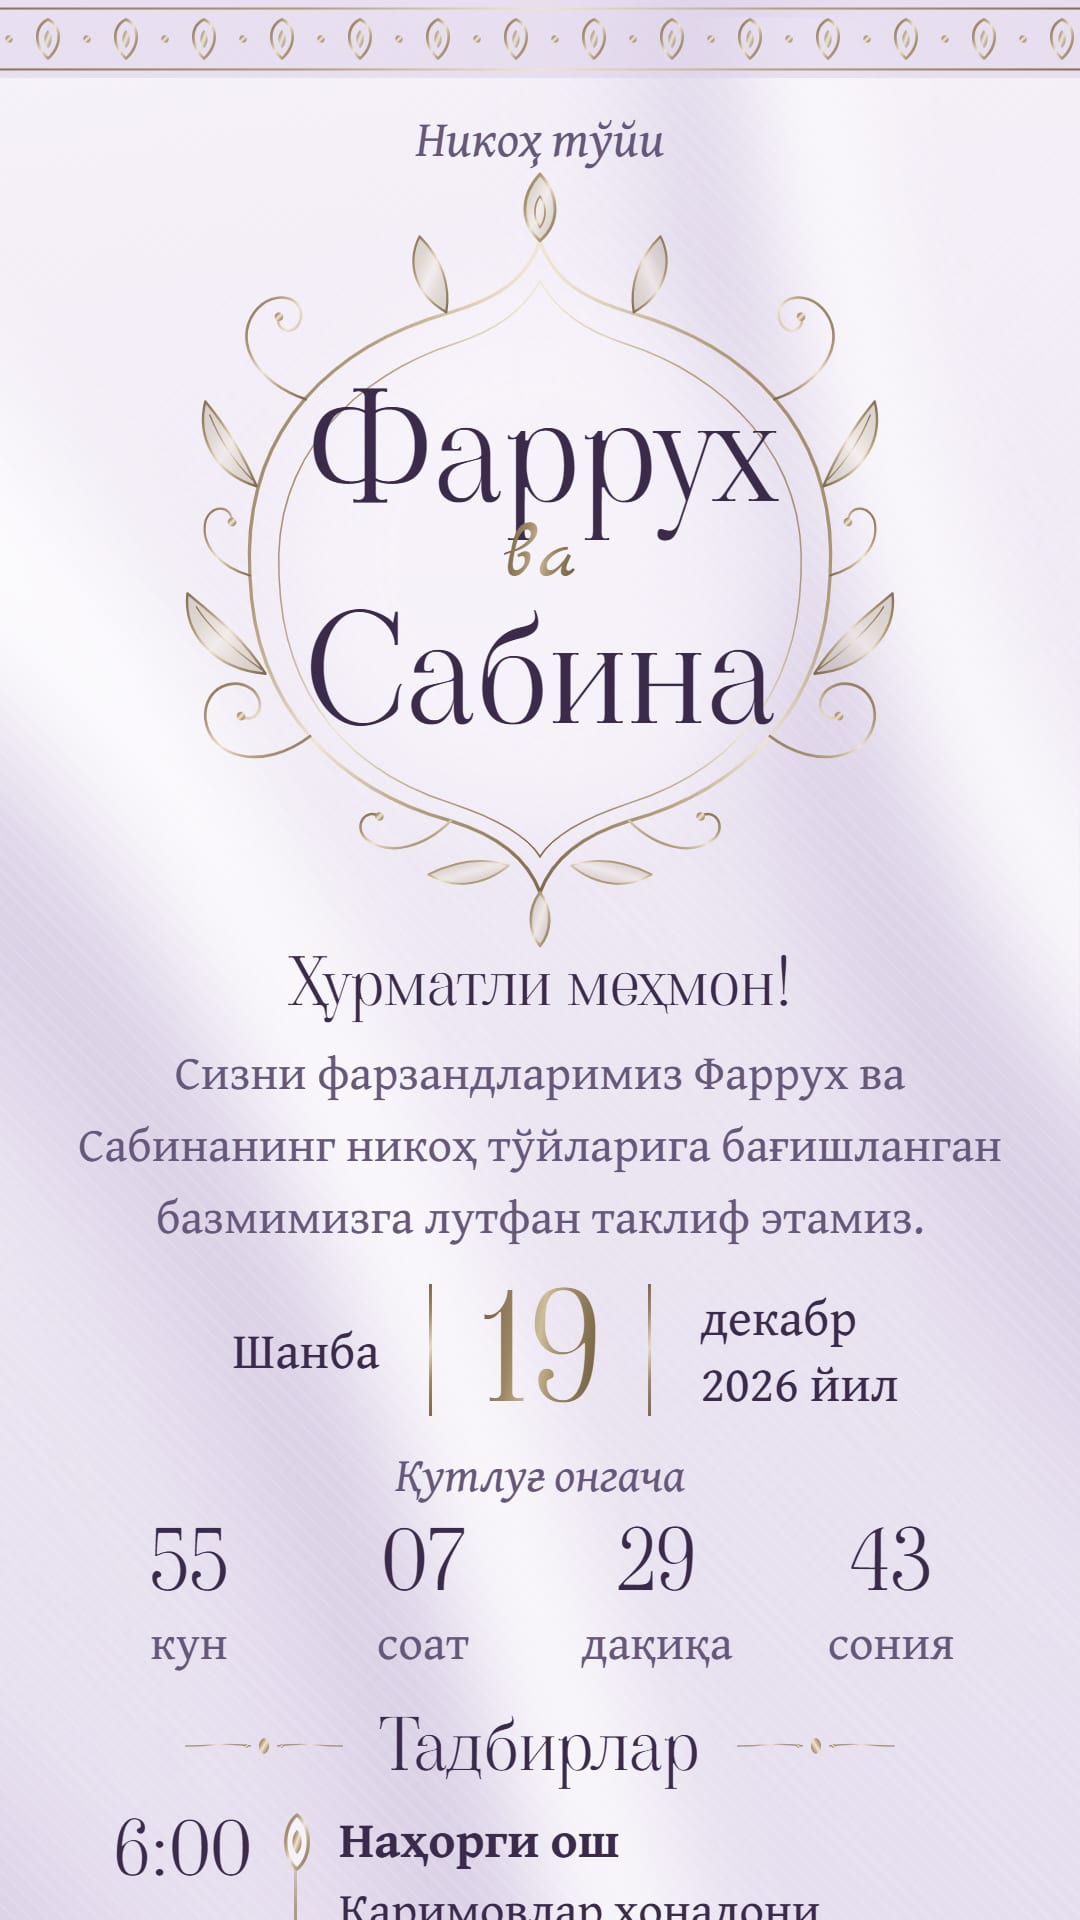 Никоҳ тўйи
Фаррух
ва
Сабина
Ҳурматли меҳмон!
Сизни фарзандларимиз Фаррух ва
Сабинанинг никоҳ тўйларига бағишланган
базмимизга лутфан таклиф этамиз.
Шанба
19
декабр
2026 йил
Қутлуғ онгача
55 07 29 43
кун соат дақиқа сония
Тадбирлар
6:00 Наҳорги ош
Каримовлар хонадони